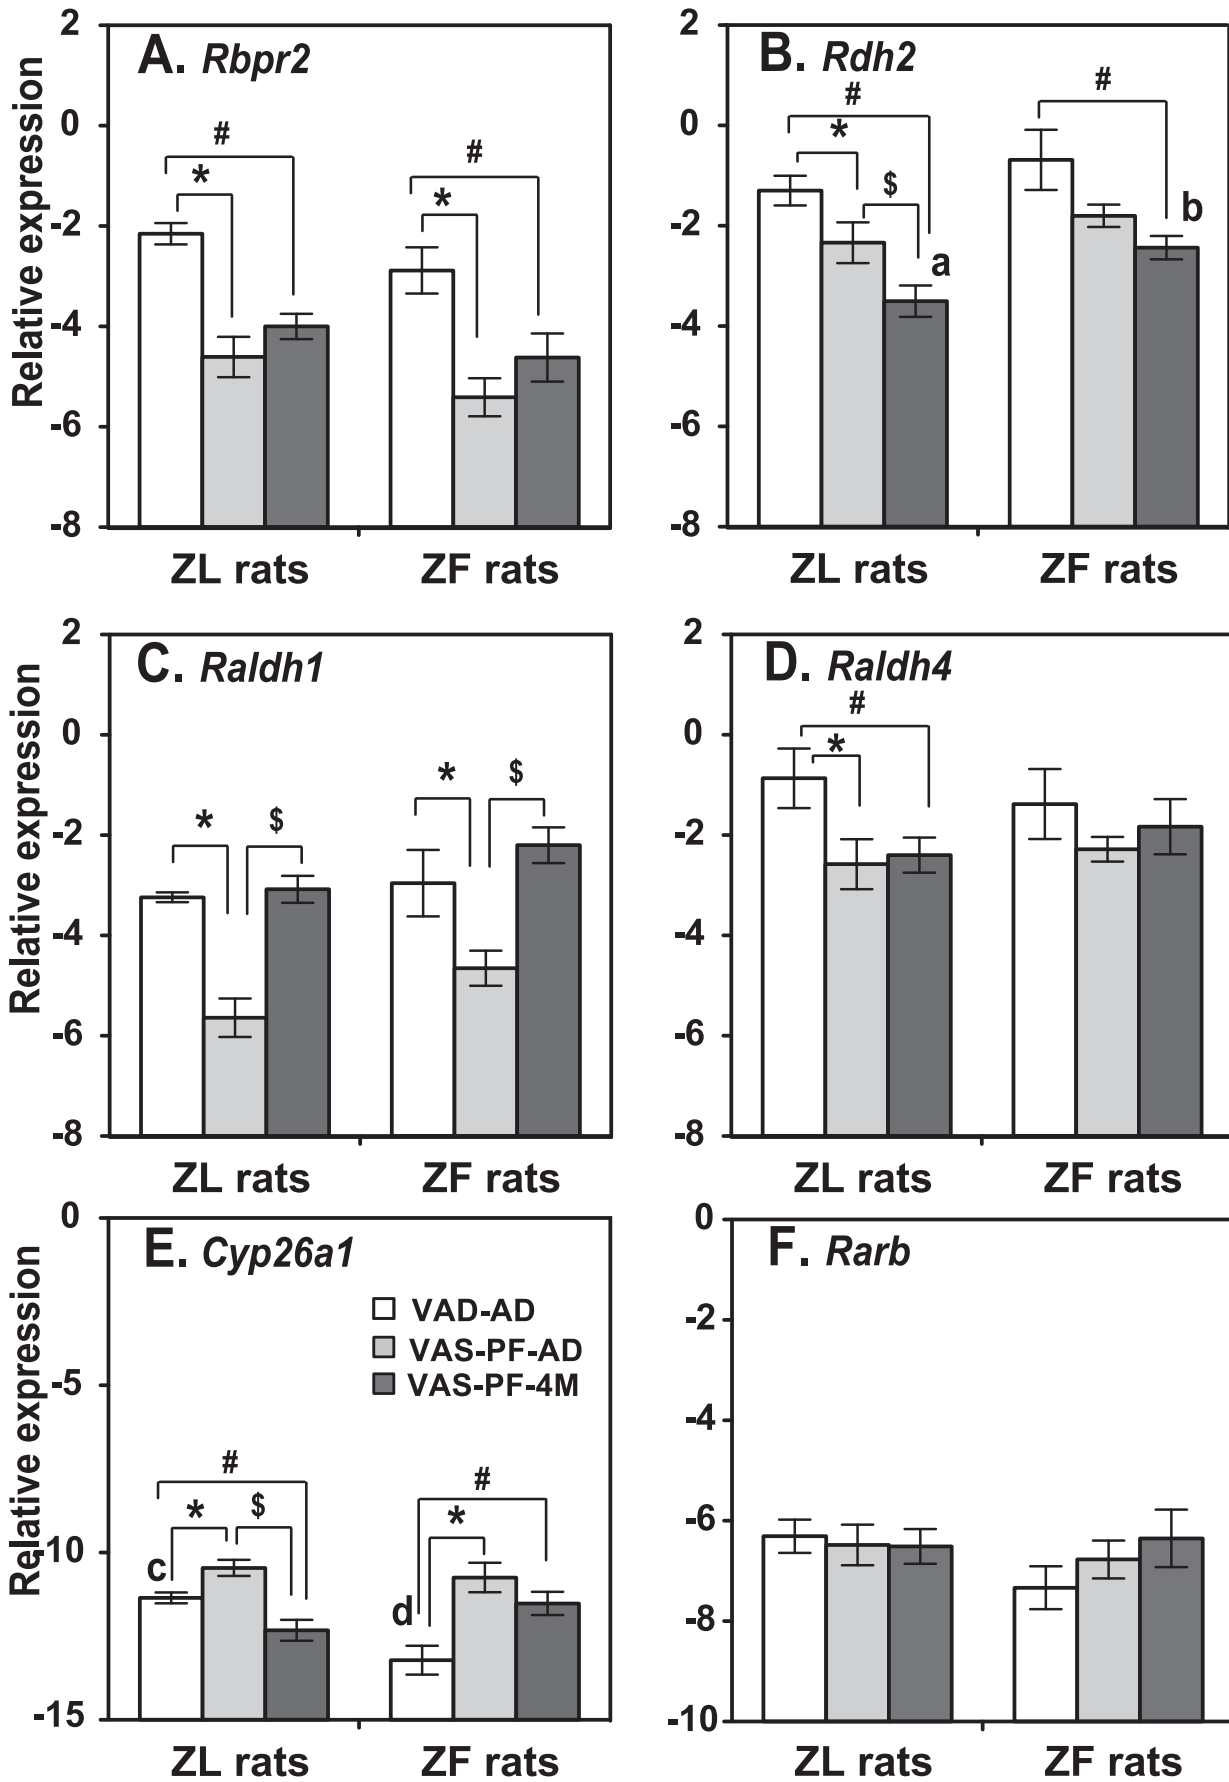 A. Rbpr2
Relative expression
2
0
-2
-4
-6
-8
#
*
#
*
ZL rats
ZF rats
B. Rdh2
2
0
-2
-4
-6
-8
#
*
$
a
#
b
ZL rats
ZF rats
C. Raldh1
Relative expression
2
0
-2
-4
-6
-8
*
$
*
$
ZL rats
ZF rats
D. Raldh4
2
0
-2
-4
-6
-8
#
*
ZL rats
ZF rats
E. Cyp26a1
Relative expression
0
-5
-10
-15
VAD-AD
VAS-PF-AD
VAS-PF-4M
#
*
$
c
#
*
d
ZL rats
ZF rats
F. Rarb
0
-2
-4
-6
-8
-10
ZL rats
ZF rats